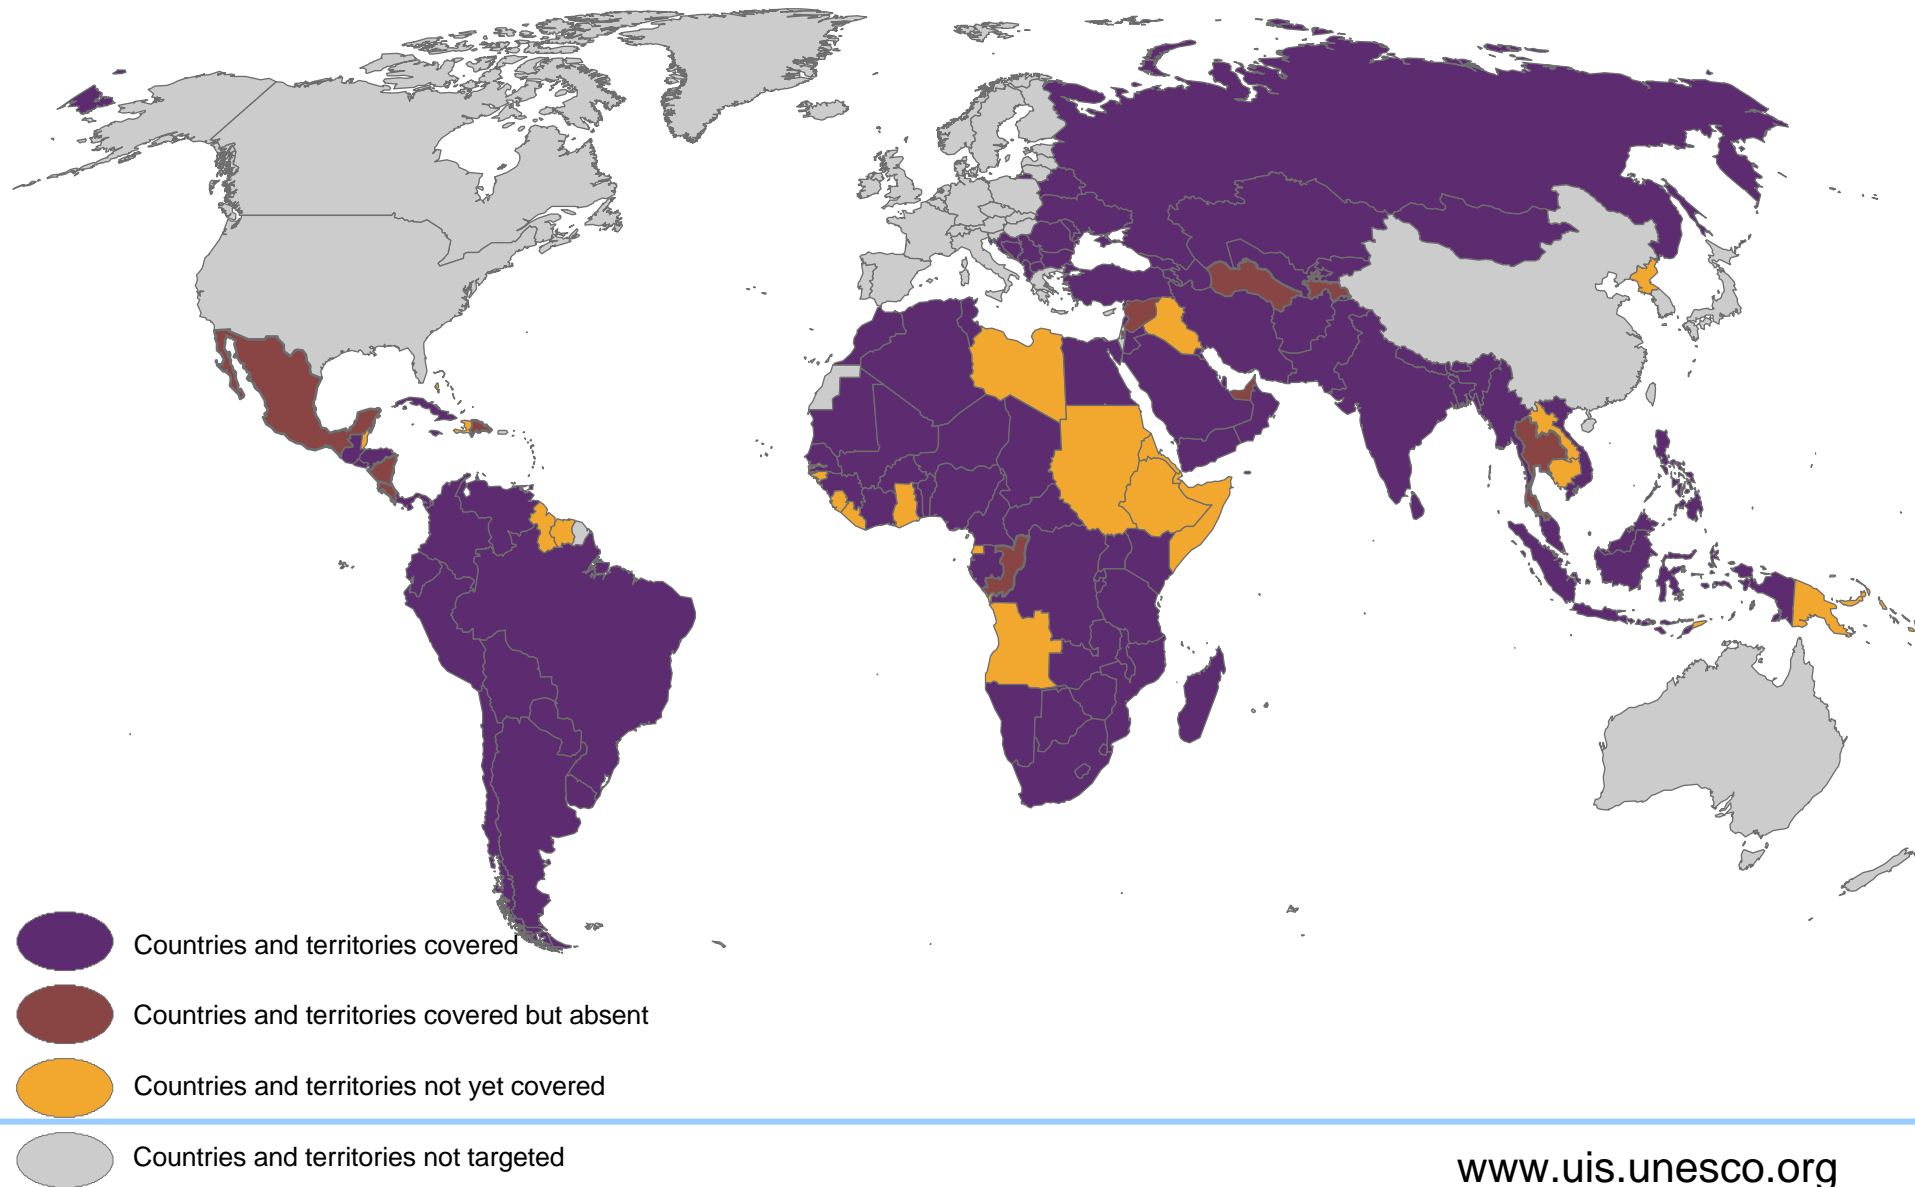 Countries and territories covered
Countries and territories covered but absent
Countries and territories not yet covered
Countries and territories not targeted
www.uis.unesco.org